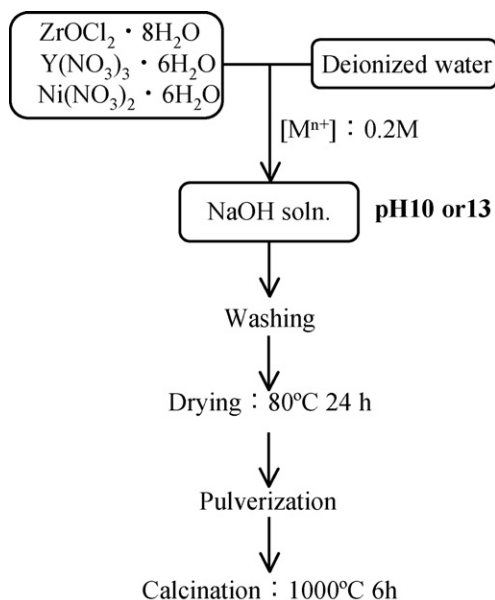 ZrOCl₂・8H₂O
Y(NO₃)₃・6H₂O
Ni(NO₃)₂・6H₂O
Deionized water
[Mⁿ⁺]：0.2M
NaOH soln.
pH10 or13
Washing
Drying：80ºC 24 h
Pulverization
Calcination：1000ºC 6h